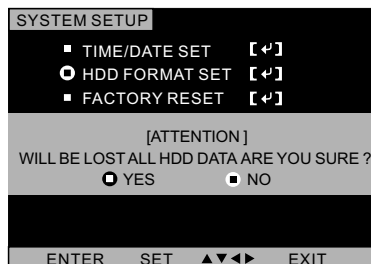 SYSTEM SETUP
TIME/DATE SET [↵]
HDD FORMAT SET [↵]
FACTORY RESET [↵]
[ATTENTION ]
WILL BE LOST ALL HDD DATA ARE YOU SURE ?
YES NO
ENTER SET ▲▼◀▶ EXIT